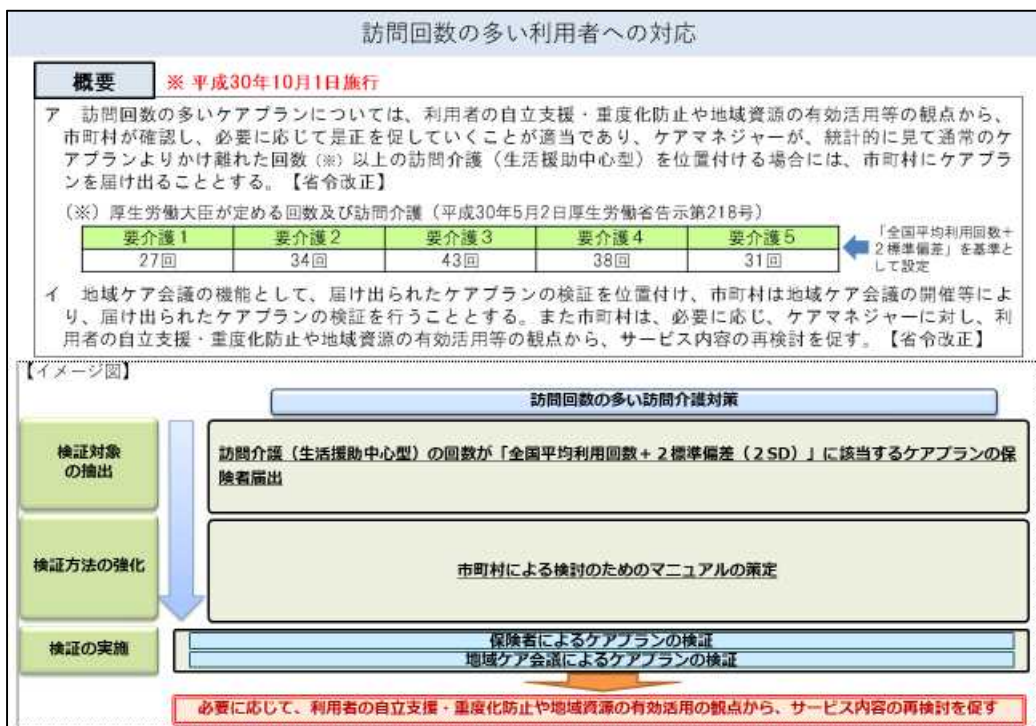 訪問回数の多い利用者への対応
概要
※ 平成30年10月1日施行
ア 訪問回数の多いケアプランについては、利用者の自立支援・重度化防止や地域資源の有効活用等の観点から、
市町村が確認し、必要に応じて是正を促していくことが適当であり、ケアマネジャーが、統計的に見て通常のケ
アプランよりかけ離れた回数（※）以上の訪問介護（生活援助中心型）を位置付ける場合には、市町村にケアプラ
ンを届け出ることとする。【省令改正】
（※）厚生労働大臣が定める回数及び訪問介護（平成30年5月2日厚生労働省告示第218号）
要介護１ 要介護２ 要介護３ 要介護４ 要介護５
27回 34回 43回 38回 31回
「全国平均利用回数＋
２標準偏差」を基準と
して設定
イ 地域ケア会議の機能として、届け出られたケアプランの検証を位置付け、市町村は地域ケア会議の開催等によ
り、届け出られたケアプランの検証を行うこととする。また市町村は、必要に応じ、ケアマネジャーに対し、利
用者の自立支援・重度化防止や地域資源の有効活用等の観点から、サービス内容の再検討を促す。【省令改正】
【イメージ図】
訪問回数の多い訪問介護対策
検証対象
の抽出
訪問介護（生活援助中心型）の回数が「全国平均利用回数＋２標準偏差（２SD）」に該当するケアプランの保
険者届出
検証方法の強化
市町村による検討のためのマニュアルの策定
検証の実施
保険者によるケアプランの検証
地域ケア会議によるケアプランの検証
必要に応じて、利用者の自立支援・重度化防止や地域資源の有効活用の観点から、サービス内容の再検討を促す